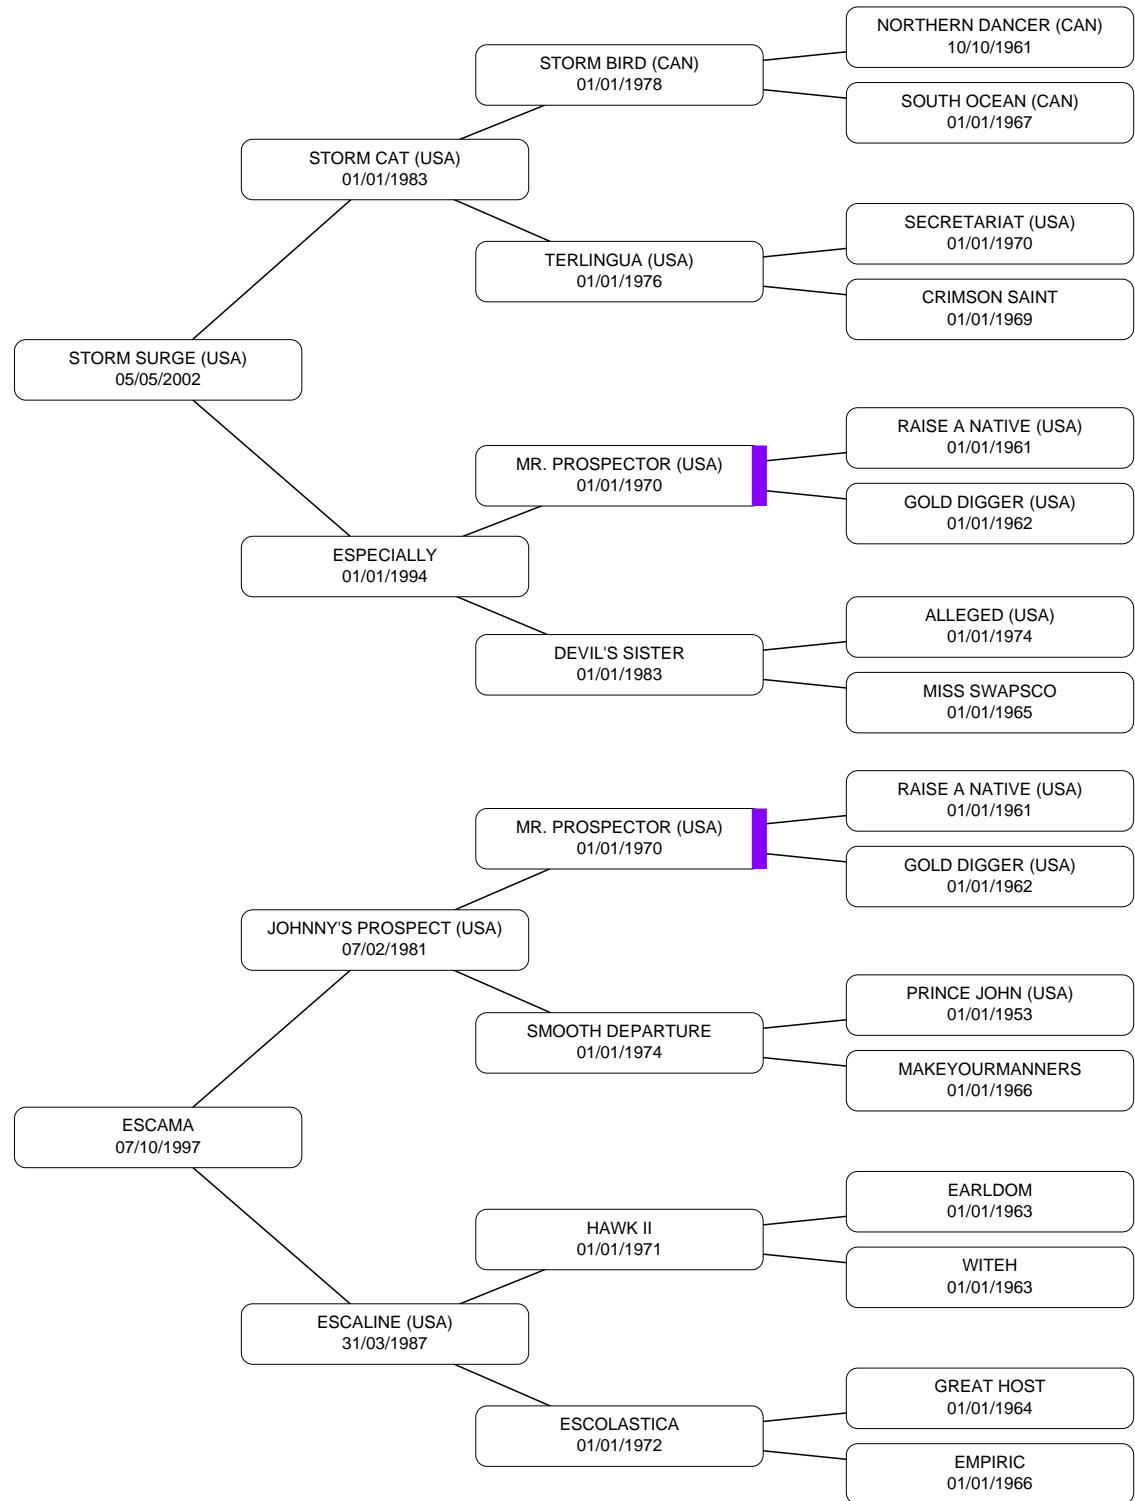 NORTHERN DANCER (CAN)
10/10/1961
STORM BIRD (CAN)
01/01/1978
SOUTH OCEAN (CAN)
01/01/1967
STORM CAT (USA)
01/01/1983
SECRETARIAT (USA)
01/01/1970
TERLINGUA (USA)
01/01/1976
CRIMSON SAINT
01/01/1969
STORM SURGE (USA)
05/05/2002
RAISE A NATIVE (USA)
01/01/1961
MR. PROSPECTOR (USA)
01/01/1970
GOLD DIGGER (USA)
01/01/1962
ESPECIALLY
01/01/1994
ALLEGED (USA)
01/01/1974
DEVIL'S SISTER
01/01/1983
MISS SWAPSCO
01/01/1965
RAISE A NATIVE (USA)
01/01/1961
MR. PROSPECTOR (USA)
01/01/1970
GOLD DIGGER (USA)
01/01/1962
JOHNNY'S PROSPECT (USA)
07/02/1981
PRINCE JOHN (USA)
01/01/1953
SMOOTH DEPARTURE
01/01/1974
MAKEYOURMANNERS
01/01/1966
ESCAMA
07/10/1997
EARLDOM
01/01/1963
HAWK II
01/01/1971
WITEH
01/01/1963
ESCALINE (USA)
31/03/1987
GREAT HOST
01/01/1964
ESCOLASTICA
01/01/1972
EMPIRIC
01/01/1966